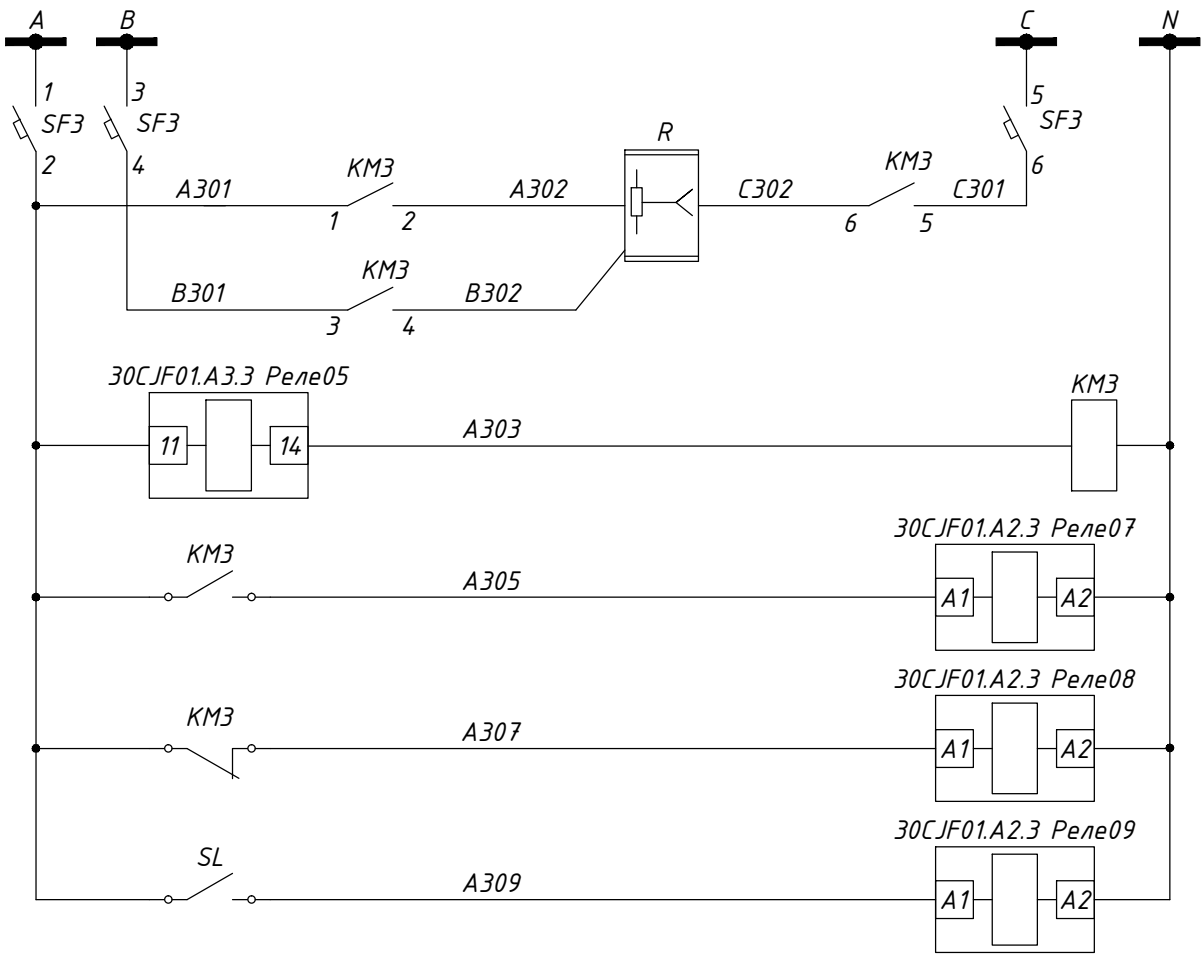 A B C N
1 3 5
SF3 SF3 SF3
2 4 6
R
A301 KM3 A302 C302 KM3 C301
1 2 6 5
B301 KM3 B302
3 4
30CJF01.A3.3 Реле05 KM3
11 14 A303
KM3 A305 30CJF01.A2.3 Реле07
A1 A2
KM3 A307 30CJF01.A2.3 Реле08
A1 A2
SL A309 30CJF01.A2.3 Реле09
A1 A2